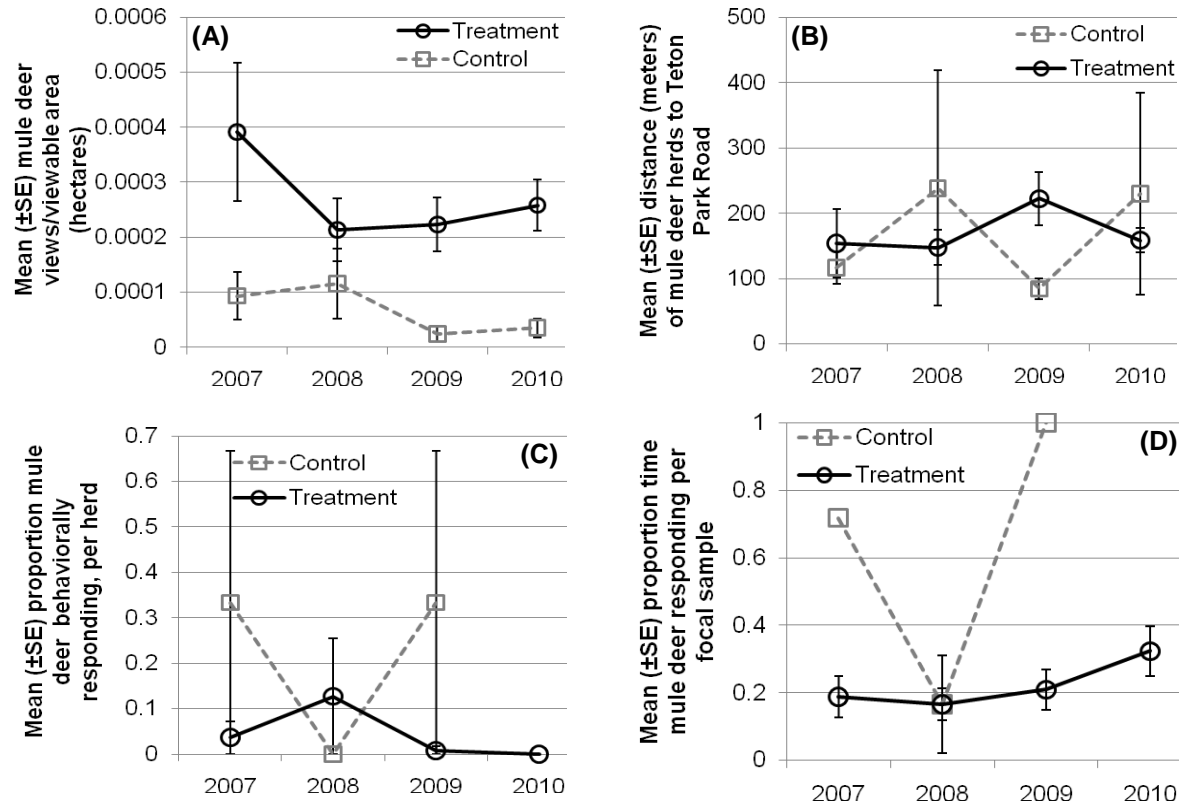 (A)
Treatment
Control
Mean (±SE) mule deer
views/viewable area
(hectares)
0.0006
0.0005
0.0004
0.0003
0.0002
0.0001
0
2007 2008 2009 2010
(B)
Control
Treatment
Mean (±SE) distance (meters)
of mule deer herds to Teton
Park Road
500
400
300
200
100
0
2007 2008 2009 2010
(C)
Control
Treatment
Mean (±SE) proportion mule
deer behaviorally
responding, per herd
0.7
0.6
0.5
0.4
0.3
0.2
0.1
0
2007 2008 2009 2010
(D)
Control
Treatment
Mean (±SE) proportion time
mule deer responding per
focal sample
1
0.8
0.6
0.4
0.2
0
2007 2008 2009 2010